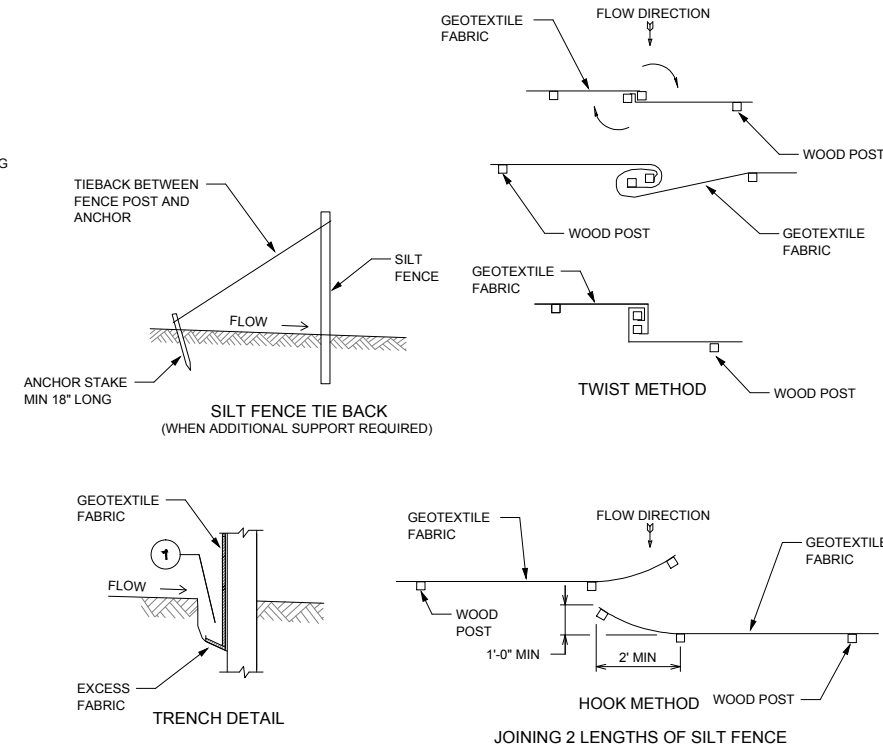 GEOTEXTILE
FABRIC
FLOW DIRECTION
WOOD POST
G
TIEBACK BETWEEN
FENCE POST AND
ANCHOR
SILT
FENCE
FLOW
ANCHOR STAKE
MIN 18" LONG
SILT FENCE TIE BACK
(WHEN ADDITIONAL SUPPORT REQUIRED)
WOOD POST
GEOTEXTILE
FABRIC
GEOTEXTILE
FABRIC
TWIST METHOD
WOOD POST
GEOTEXTILE
FABRIC
1
FLOW
EXCESS
FABRIC
TRENCH DETAIL
GEOTEXTILE
FABRIC
FLOW DIRECTION
GEOTEXTILE
FABRIC
WOOD
POST
1'-0" MIN
2' MIN
HOOK METHOD
WOOD POST
JOINING 2 LENGTHS OF SILT FENCE